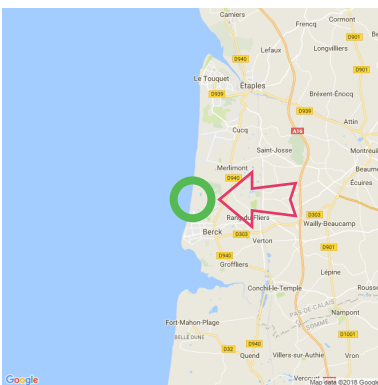 Camiers
Frencq
Cormont
D901
Lefaux
Longvilliers
D940
D901
Le Touquet
Étaples
D939
Bréxent-Énocq
D939
Attin
Cucq
A16
Saint-Josse
Montreuil
Merlimont
D940
Beaume
Écuires
Rang-du-Fliers
D303
Wailly-Beaucamp
Berck
D303
Verton
D901
D940
Groffliers
Lépine
Conchil-le-Temple
Rousse
PAS-DE-CALAIS
SOMME
Nampont
Fort-Mahon-Plage
BELLE DUNE
D1001
D940
D32
Quend
Villers-sur-Authie
Vron
Google
Map data ©2018 Google